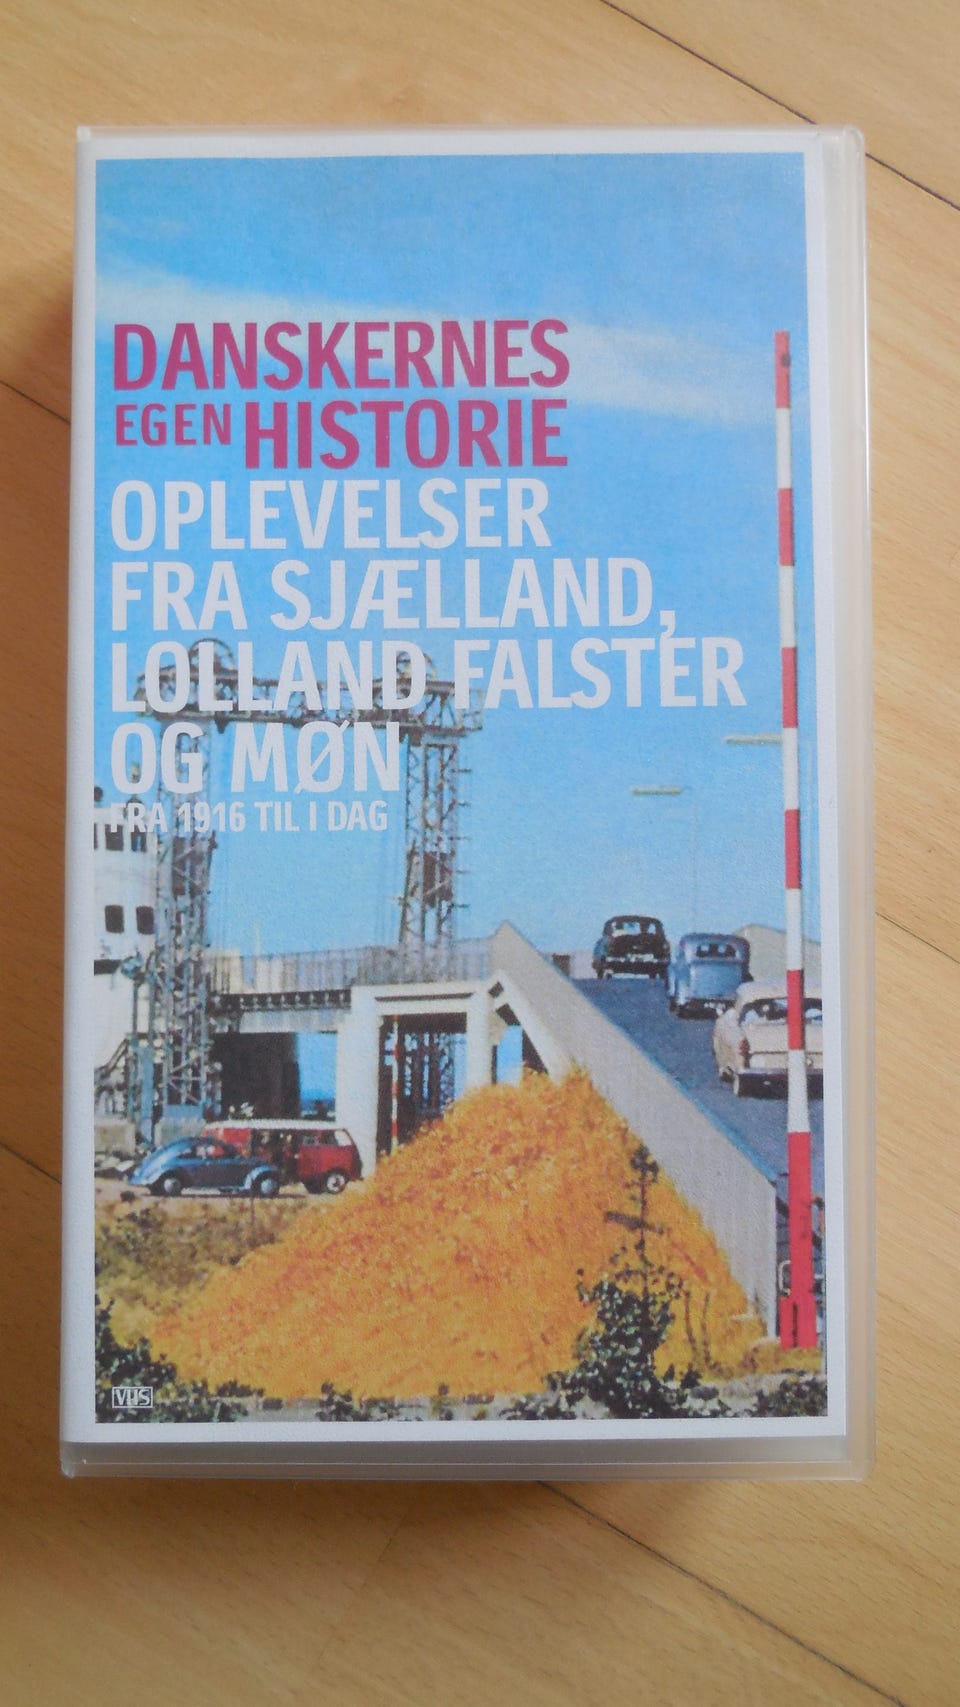 DANSKERNES
EGEN HISTORIE
OPLEVELSER
FRA SJÆLLAND,
LOLLAND FALSTER
OG MØN
FRA 1916 TIL I DAG
VHS